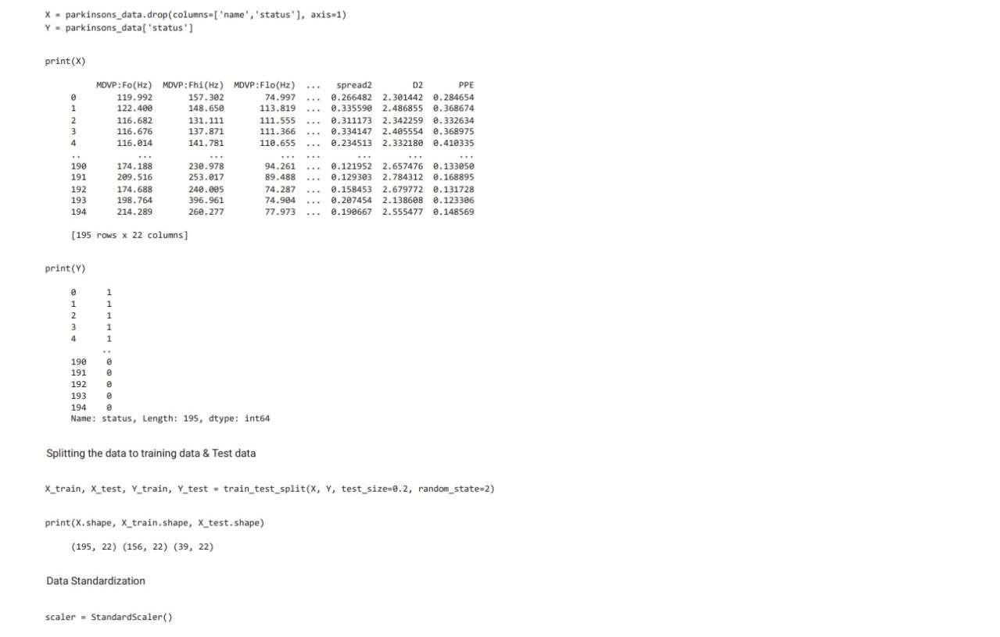 X = parkinsons_data.drop(columns=['name','status'], axis=1)
Y = parkinsons_data['status']
print(X)
MDVP:Fo(Hz)  MDVP:Fhi(Hz)  MDVP:Flo(Hz)  ...   spread2        D2       PPE
0        119.992       157.302        74.997  ...  0.266482  2.301442  0.284654
1        122.400       148.650       113.819  ...  0.335590  2.486855  0.368674
2        116.682       131.111       111.555  ...  0.311173  2.342259  0.332634
3        116.676       137.871       111.366  ...  0.334147  2.405554  0.368975
4        116.014       141.781       110.655  ...  0.234513  2.332180  0.410335
..           ...           ...           ...  ...       ...       ...       ...
190      174.188       230.978        94.261  ...  0.121952  2.657476  0.133050
191      209.516       253.017        89.488  ...  0.129303  2.784312  0.168895
192      174.688       240.005        74.287  ...  0.158453  2.679772  0.131728
193      198.764       396.961        74.904  ...  0.207454  2.138608  0.123306
194      214.289       260.277        77.973  ...  0.190667  2.555477  0.148569
[195 rows x 22 columns]
print(Y)
0      1
1      1
2      1
3      1
4      1
..
190    0
191    0
192    0
193    0
194    0
Name: status, Length: 195, dtype: int64
Splitting the data to training data & Test data
X_train, X_test, Y_train, Y_test = train_test_split(X, Y, test_size=0.2, random_state=2)
print(X.shape, X_train.shape, X_test.shape)
(195, 22) (156, 22) (39, 22)
Data Standardization
scaler = StandardScaler()